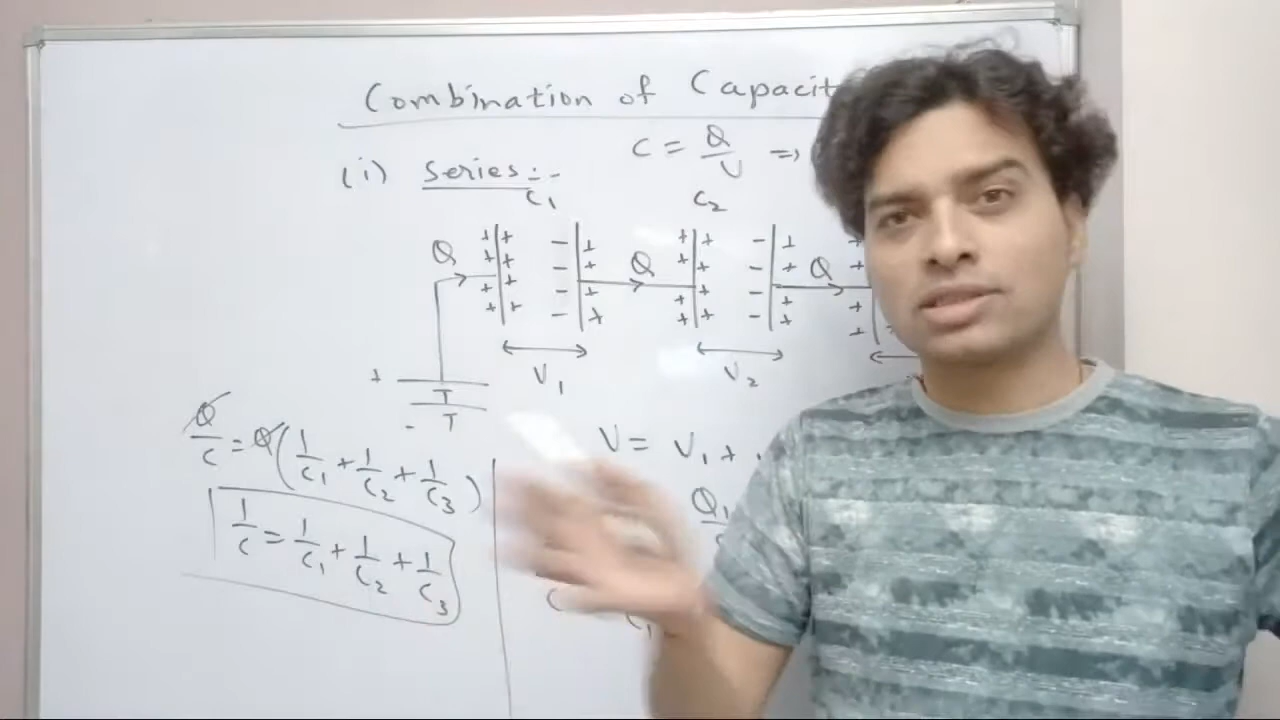 Combination of Capacit
C = Q/V =>
(i) Series:-
C₁ C₂
Q Q Q
V₁ V₂
+
-
V = V₁ +
Q/C = Q(1/C₁ + 1/C₂ + 1/C₃)
Q₁
1/C = 1/C₁ + 1/C₂ + 1/C₃